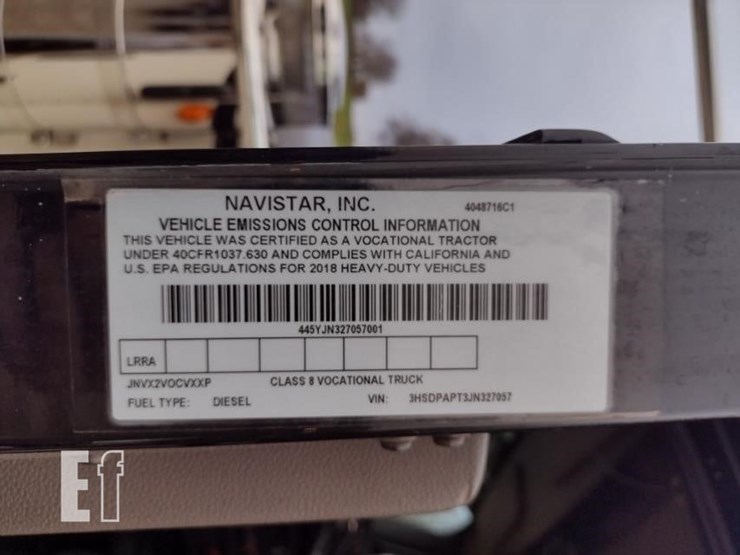 NAVISTAR, INC. 4048716C1
VEHICLE EMISSIONS CONTROL INFORMATION
THIS VEHICLE WAS CERTIFIED AS A VOCATIONAL TRACTOR
UNDER 40CFR1037.630 AND COMPLIES WITH CALIFORNIA AND
U.S. EPA REGULATIONS FOR 2018 HEAVY-DUTY VEHICLES
445YJN327057001
LRRA
JNVX2VOCVXXP CLASS 8 VOCATIONAL TRUCK
FUEL TYPE: DIESEL VIN: 3HSDPAPT3JN327057
Ef